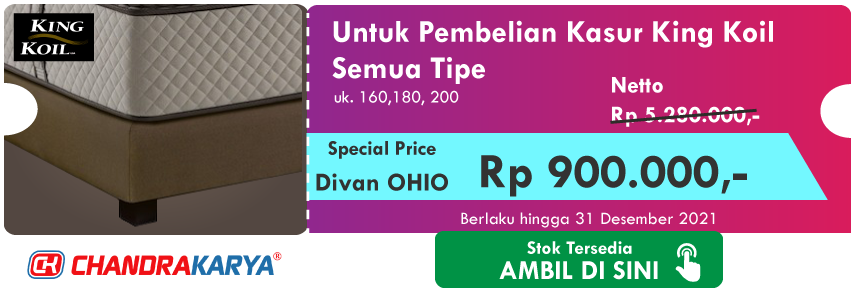 KING
KOIL
Untuk Pembelian Kasur King Koil
Semua Tipe
uk. 160,180, 200
Netto
Rp 5.280.000,-
Special Price
Divan OHIO
Rp 900.000,-
Berlaku hingga 31 Desember 2021
CK CHANDRAKARYA®
Stok Tersedia
AMBIL DI SINI